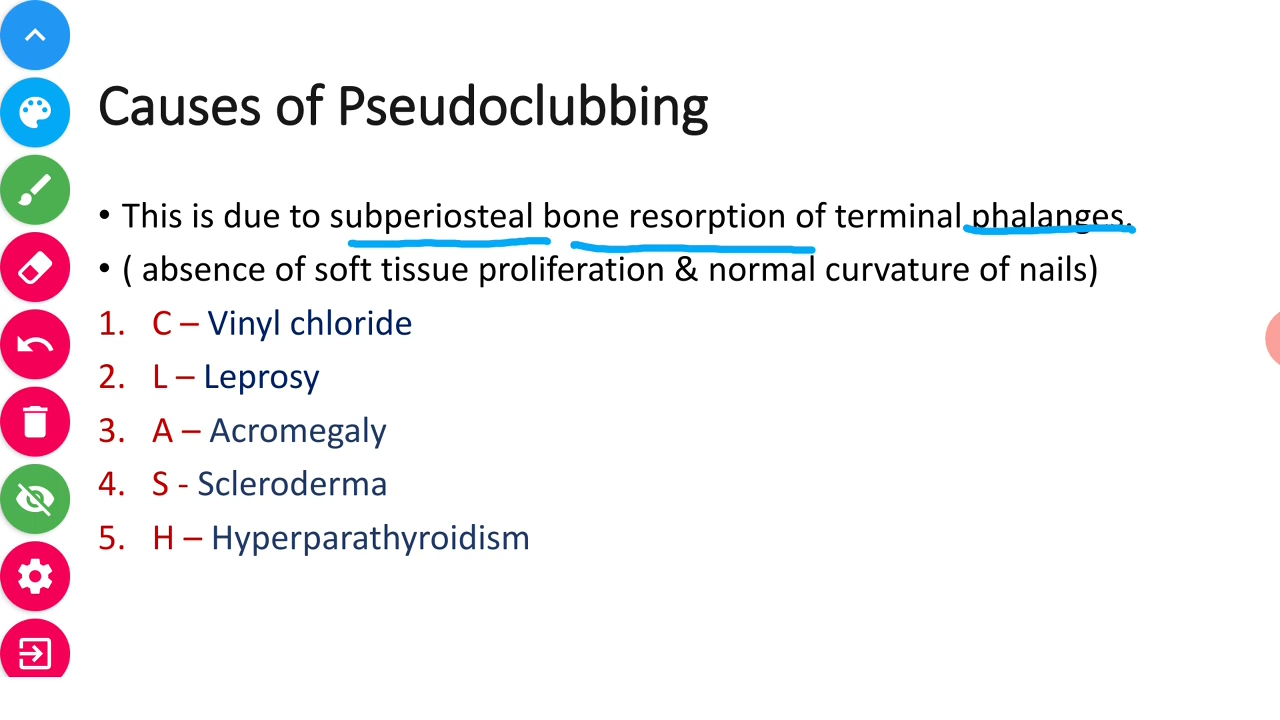 Causes of Pseudoclubbing
• This is due to subperiosteal bone resorption of terminal phalanges.
• ( absence of soft tissue proliferation & normal curvature of nails)
1. C – Vinyl chloride
2. L – Leprosy
3. A – Acromegaly
4. S - Scleroderma
5. H – Hyperparathyroidism